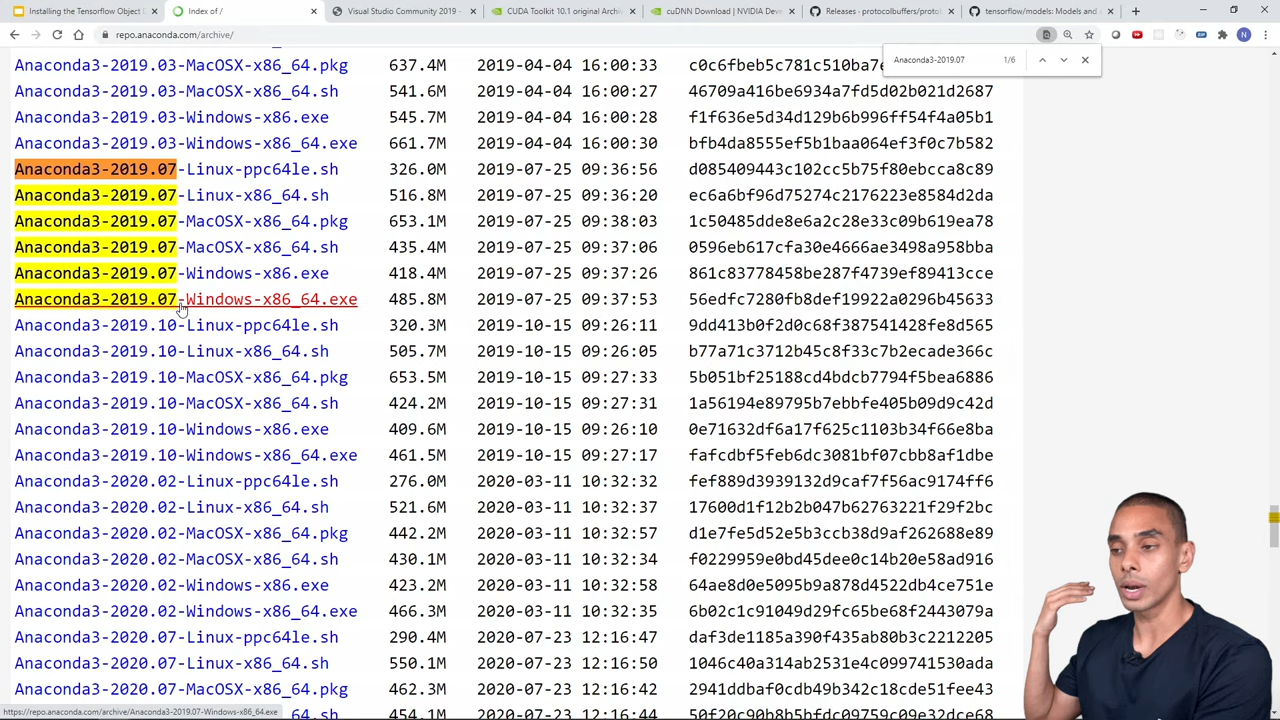 Installing the Tensorflow Object D
Index of /
Visual Studio Community 2019 -
CUDA Toolkit 10.1 original Archiv
cuDNN Download | NVIDIA Deve
Releases · protocolbuffers/protob
tensorflow/models: Models and e
repo.anaconda.com/archive/
Anaconda3-2019.07 1/6
Anaconda3-2019.03-MacOSX-x86_64.pkg 637.4M 2019-04-04 16:00:33
Anaconda3-2019.03-MacOSX-x86_64.sh 541.6M 2019-04-04 16:00:27 46709a416be6934a7fd5d02b021d2687
Anaconda3-2019.03-Windows-x86.exe 545.7M 2019-04-04 16:00:28 f1f636e5d34d129b6b996ff54f4a05b1
Anaconda3-2019.03-Windows-x86_64.exe 661.7M 2019-04-04 16:00:30 bfb4da8555ef5b1baa064ef3f0c7b582
Anaconda3-2019.07-Linux-ppc64le.sh 326.0M 2019-07-25 09:36:56 d085409443c102cc5b75f80ebcca8c89
Anaconda3-2019.07-Linux-x86_64.sh 516.8M 2019-07-25 09:36:20 ec6a6bf96d75274c2176223e8584d2da
Anaconda3-2019.07-MacOSX-x86_64.pkg 653.1M 2019-07-25 09:38:03 1c50485dde8e6a2c28e33c09b619ea78
Anaconda3-2019.07-MacOSX-x86_64.sh 435.4M 2019-07-25 09:37:06 0596eb617cfa30e4666ae3498a958bba
Anaconda3-2019.07-Windows-x86.exe 418.4M 2019-07-25 09:37:26 861c83778458be287f4739ef89413cce
Anaconda3-2019.07-Windows-x86_64.exe 485.8M 2019-07-25 09:37:53 56edfc7280fb8def19922a0296b45633
Anaconda3-2019.10-Linux-ppc64le.sh 320.3M 2019-10-15 09:26:11 9dd413b0f2d0c68f387541428fe8d565
Anaconda3-2019.10-Linux-x86_64.sh 505.7M 2019-10-15 09:26:05 b77a71c3712b45c8f33c7b2ecade366c
Anaconda3-2019.10-MacOSX-x86_64.pkg 653.5M 2019-10-15 09:27:33 5b051bf25188cd4bdcb7794f5bea6886
Anaconda3-2019.10-MacOSX-x86_64.sh 424.2M 2019-10-15 09:27:31 1a56194e89795b7ebbfe405b09d9c42d
Anaconda3-2019.10-Windows-x86.exe 409.6M 2019-10-15 09:26:10 0e71632df6a17f625c1103b34f66e8ba
Anaconda3-2019.10-Windows-x86_64.exe 461.5M 2019-10-15 09:27:17 fafcdbf5feb6dc3081bf07cbb8af1dbe
Anaconda3-2020.02-Linux-ppc64le.sh 276.0M 2020-03-11 10:32:32 fef889d3939132d9caf7f56ac9174ff6
Anaconda3-2020.02-Linux-x86_64.sh 521.6M 2020-03-11 10:32:37 17600d1f12b2b047b62763221f29f2bc
Anaconda3-2020.02-MacOSX-x86_64.pkg 442.2M 2020-03-11 10:32:57 d1e7fe5d52e5b3ccb38d9af262688e89
Anaconda3-2020.02-MacOSX-x86_64.sh 430.1M 2020-03-11 10:32:34 f0229959e0bd45dee0c14b20e58ad916
Anaconda3-2020.02-Windows-x86.exe 423.2M 2020-03-11 10:32:58 64ae8d0e5095b9a878d4522db4ce751e
Anaconda3-2020.02-Windows-x86_64.exe 466.3M 2020-03-11 10:32:35 6b02c1c91049d29fc65be68f2443079a
Anaconda3-2020.07-Linux-ppc64le.sh 290.4M 2020-07-23 12:16:47 daf3de1185a390f435ab80b3c2212205
Anaconda3-2020.07-Linux-x86_64.sh 550.1M 2020-07-23 12:16:50 1046c40a314ab2531e4c099741530ada
Anaconda3-2020.07-MacOSX-x86_64.pkg 462.3M 2020-07-23 12:16:42 2941ddbaf0cdb49b342c18cde51fee43
.sh 454.1M 2020-07-23 12:16:44 50f20c90b8b5bfdc09759c09e32dce68
https://repo.anaconda.com/archive/Anaconda3-2019.07-Windows-x86_64.exe